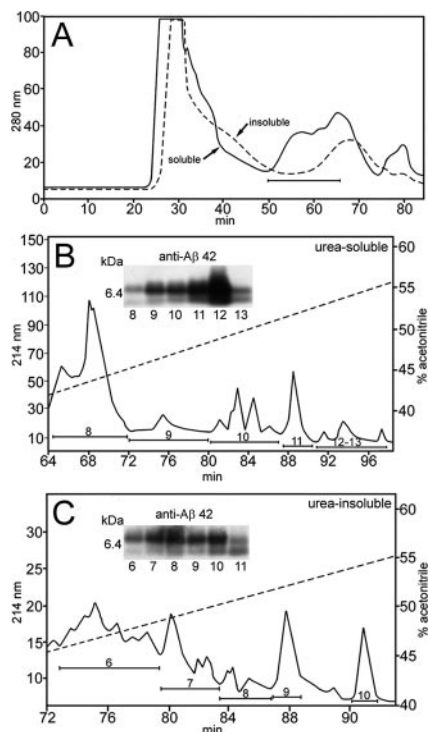 A
100
80
60
40
20
0
280 nm
insoluble
soluble
0 10 20 30 40 50 60 70 80
min
B
urea-soluble
anti-Aβ 42
kDa
6.4
8 9 10 11 12 13
150
130
110
90
70
50
30
10
214 nm
60
55
50
45
40
% acetonitrile
8 9 10 11 12-13
64 68 72 76 80 84 88 92 96
min
C
urea-insoluble
anti-Aβ 42
kDa
6.4
6 7 8 9 10 11
30
25
20
15
10
214 nm
60
55
50
45
40
% acetonitrile
6 7 8 9 10
72 76 80 84 86 90
min